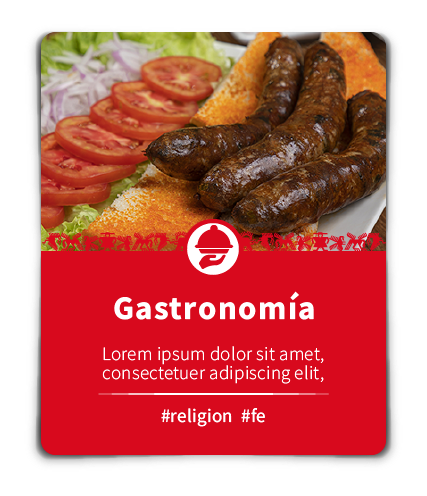 Gastronomía
Lorem ipsum dolor sit amet,
consectetuer adipiscing elit,
#religion #fe